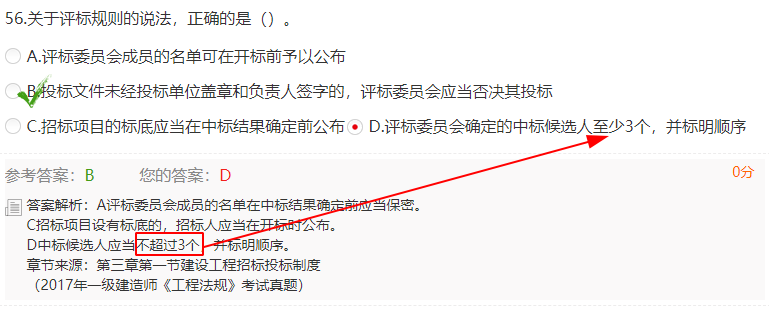 56.关于评标规则的说法，正确的是（）。
A.评标委员会成员的名单可在开标前予以公布
B.投标文件未经投标单位盖章和负责人签字的，评标委员会应当否决其投标
C.招标项目的标底应当在中标结果确定前公布 D.评标委员会确定的中标候选人至少3个，并标明顺序
参考答案：B 您的答案：D 0分
答案解析：A评标委员会成员的名单在中标结果确定前应当保密。
C招标项目设有标底的，招标人应当在开标时公布。
D中标候选人应当不超过3个，并标明顺序。
章节来源：第三章第一节建设工程招标投标制度
（2017年一级建造师《工程法规》考试真题）